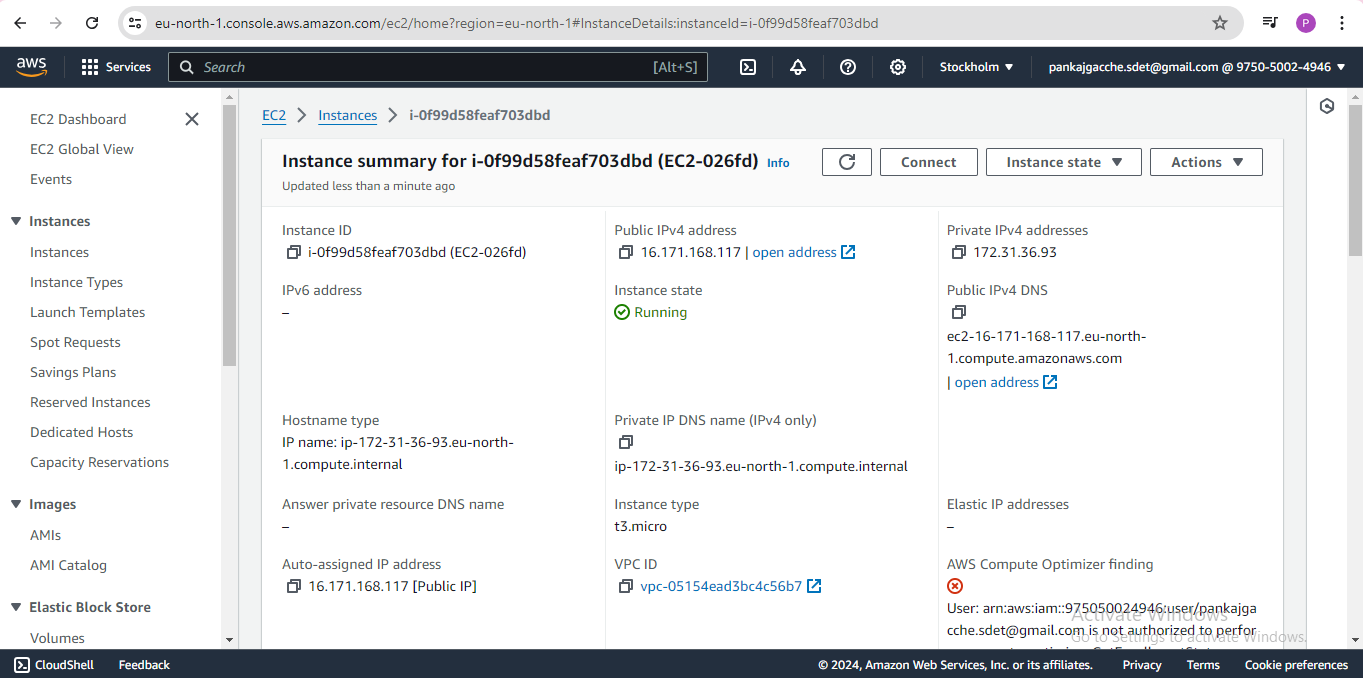 eu-north-1.console.aws.amazon.com/ec2/home?region=eu-north-1#InstanceDetails:instanceId=i-0f99d58feaf703dbd
P
aws
Services
Search
[Alt+S]
Stockholm
pankajgacche.sdet@gmail.com @ 9750-5002-4946
EC2 Dashboard
EC2 Global View
Events
Instances
Instances
Instance Types
Launch Templates
Spot Requests
Savings Plans
Reserved Instances
Dedicated Hosts
Capacity Reservations
Images
AMIs
AMI Catalog
Elastic Block Store
Volumes
EC2
Instances
i-0f99d58feaf703dbd
Instance summary for i-0f99d58feaf703dbd (EC2-026fd)
Info
Updated less than a minute ago
Connect
Instance state
Actions
Instance ID
i-0f99d58feaf703dbd (EC2-026fd)
Public IPv4 address
16.171.168.117 | open address
Private IPv4 addresses
172.31.36.93
IPv6 address
–
Instance state
Running
Public IPv4 DNS
ec2-16-171-168-117.eu-north-
1.compute.amazonaws.com
| open address
Hostname type
IP name: ip-172-31-36-93.eu-north-
1.compute.internal
Private IP DNS name (IPv4 only)
ip-172-31-36-93.eu-north-1.compute.internal
Answer private resource DNS name
–
Instance type
t3.micro
Elastic IP addresses
–
Auto-assigned IP address
16.171.168.117 [Public IP]
VPC ID
vpc-05154ead3bc4c56b7
AWS Compute Optimizer finding
User: arn:aws:iam::975050024946:user/pankajga
cche.sdet@gmail.com is not authorized to perfor
Activate Windows
Go to Settings to activate Windows.
CloudShell
Feedback
© 2024, Amazon Web Services, Inc. or its affiliates.
Privacy
Terms
Cookie preferences